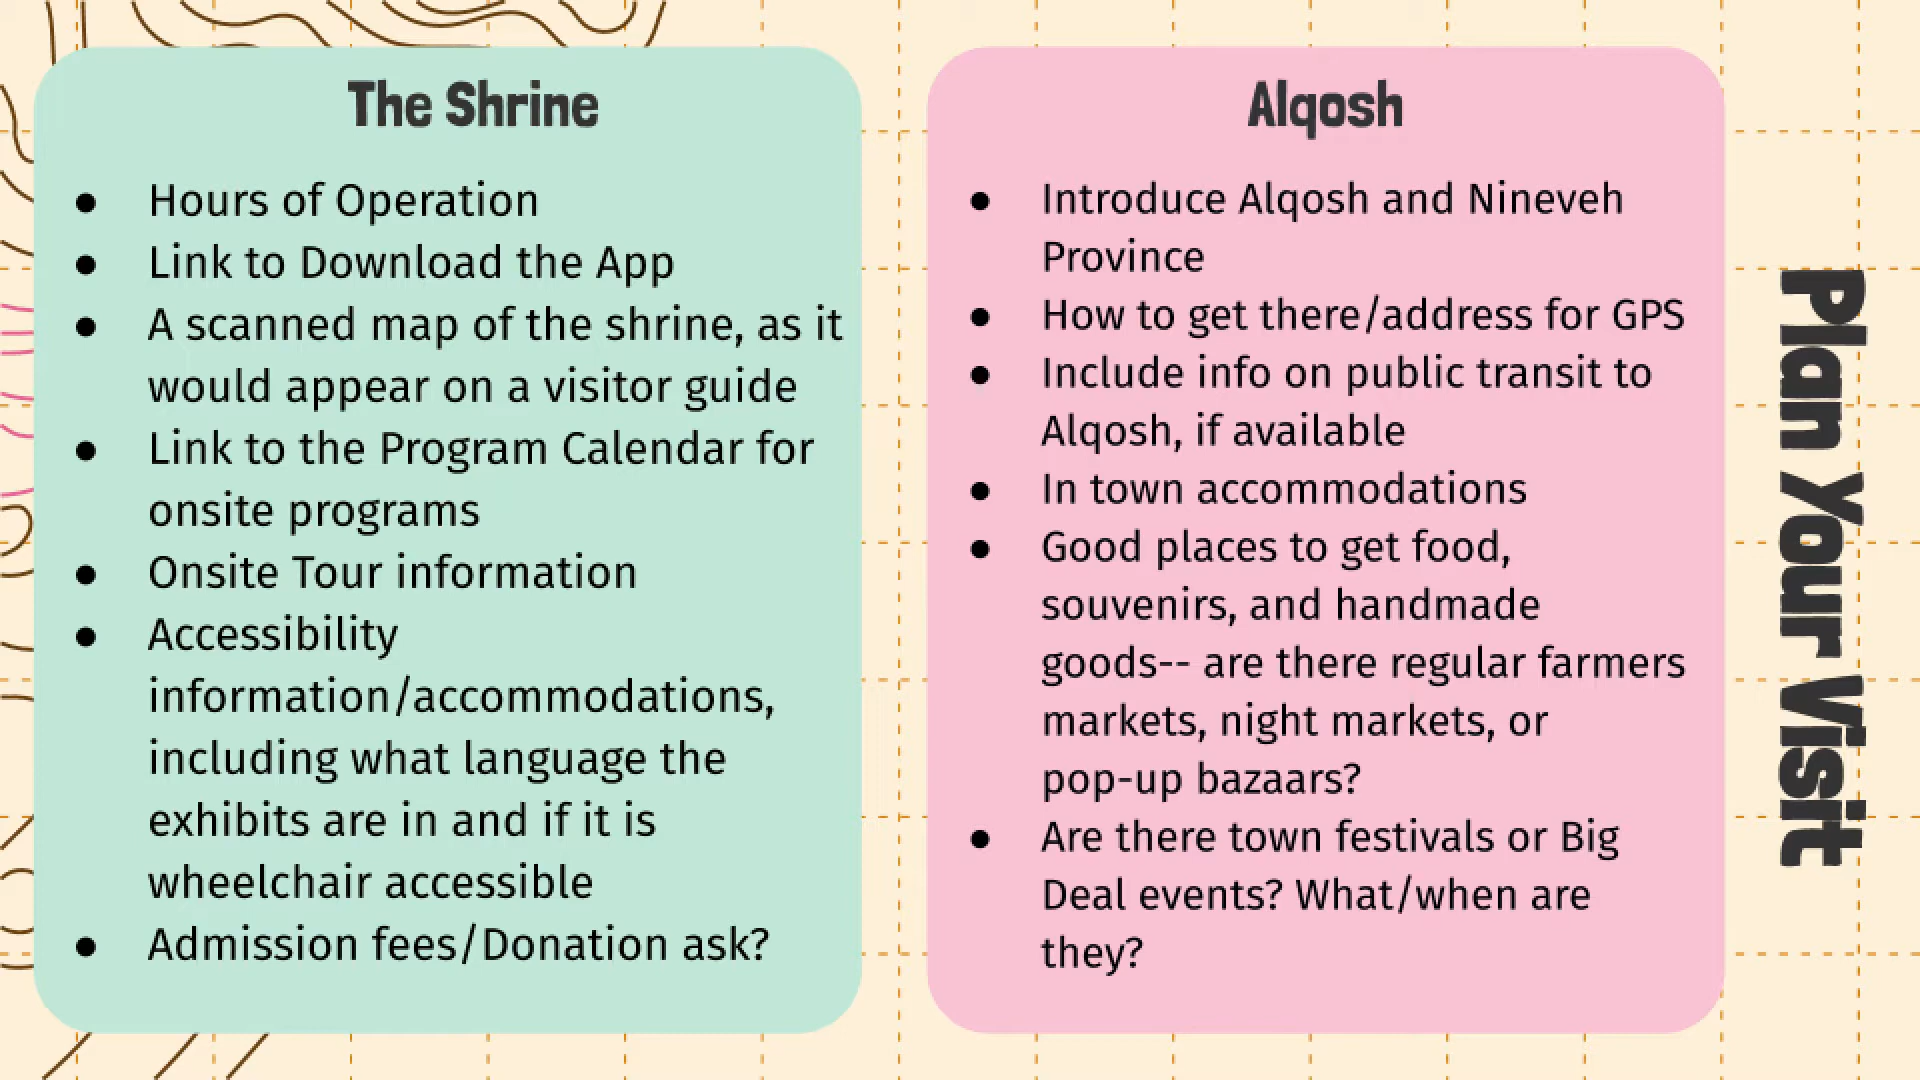 The Shrine
● Hours of Operation
● Link to Download the App
● A scanned map of the shrine, as it
would appear on a visitor guide
● Link to the Program Calendar for
onsite programs
● Onsite Tour information
● Accessibility
information/accommodations,
including what language the
exhibits are in and if it is
wheelchair accessible
● Admission fees/Donation ask?
Alqosh
● Introduce Alqosh and Nineveh
Province
● How to get there/address for GPS
● Include info on public transit to
Alqosh, if available
● In town accommodations
● Good places to get food,
souvenirs, and handmade
goods-- are there regular farmers
markets, night markets, or
pop-up bazaars?
● Are there town festivals or Big
Deal events? What/when are
they?
Plan Your Visit